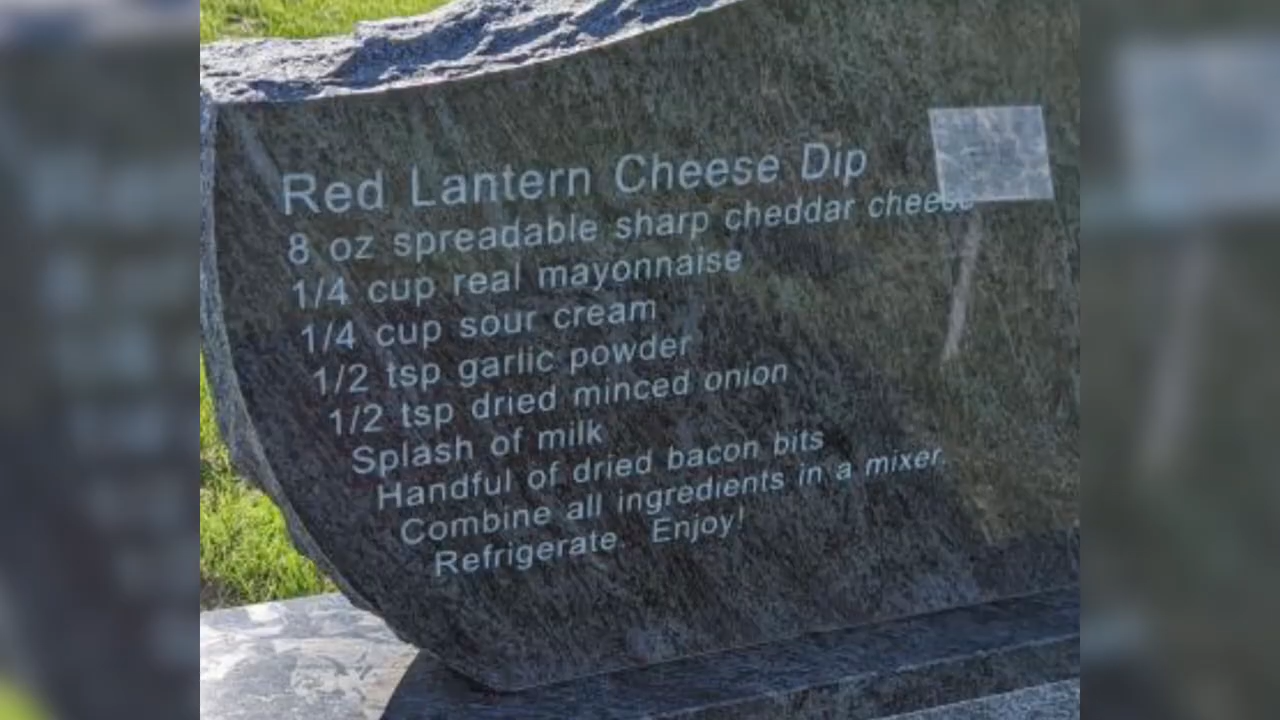 Red Lantern Cheese Dip
8 oz spreadable sharp cheddar cheese
1/4 cup real mayonnaise
1/4 cup sour cream
1/2 tsp garlic powder
1/2 tsp dried minced onion
Splash of milk
Handful of dried bacon bits
Combine all ingredients in a mixer.
Refrigerate. Enjoy!